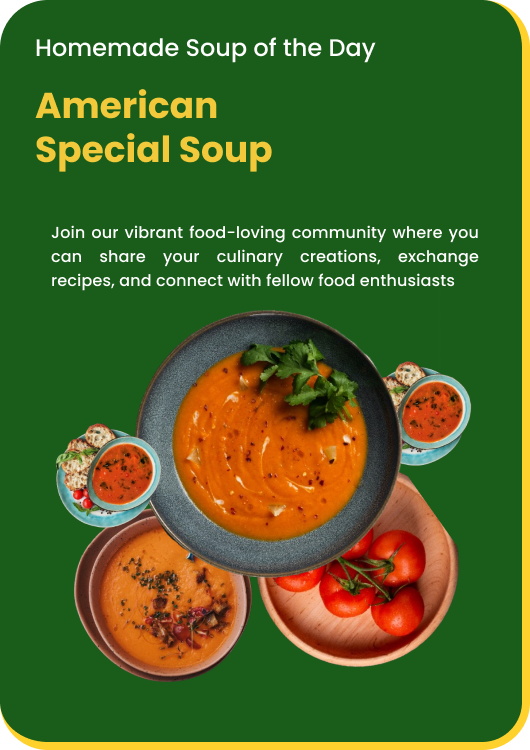 Homemade Soup of the Day
American
Special Soup
Join our vibrant food-loving community where you
can share your culinary creations, exchange
recipes, and connect with fellow food enthusiasts